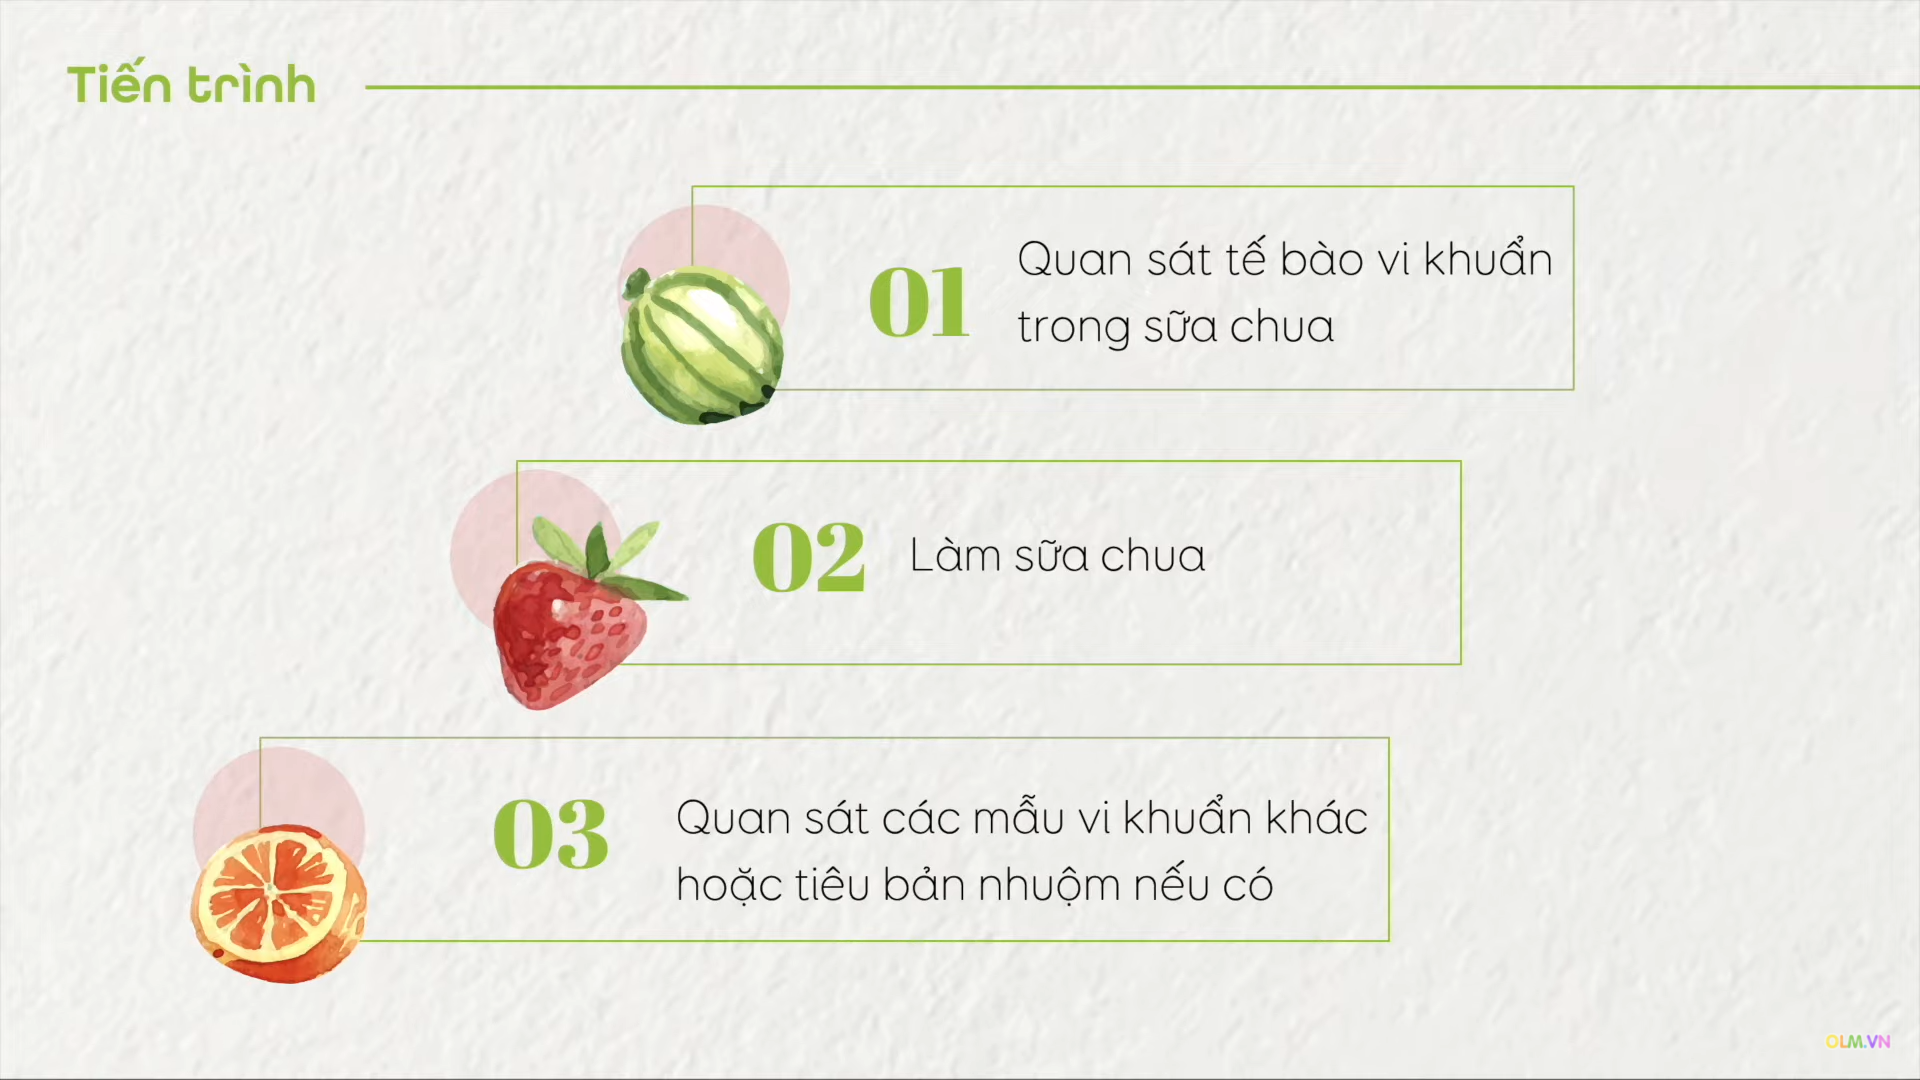 Tiến trình
01
Quan sát tế bào vi khuẩn
trong sữa chua
02
Làm sữa chua
03
Quan sát các mẫu vi khuẩn khác
hoặc tiêu bản nhuộm nếu có
OLM.VN